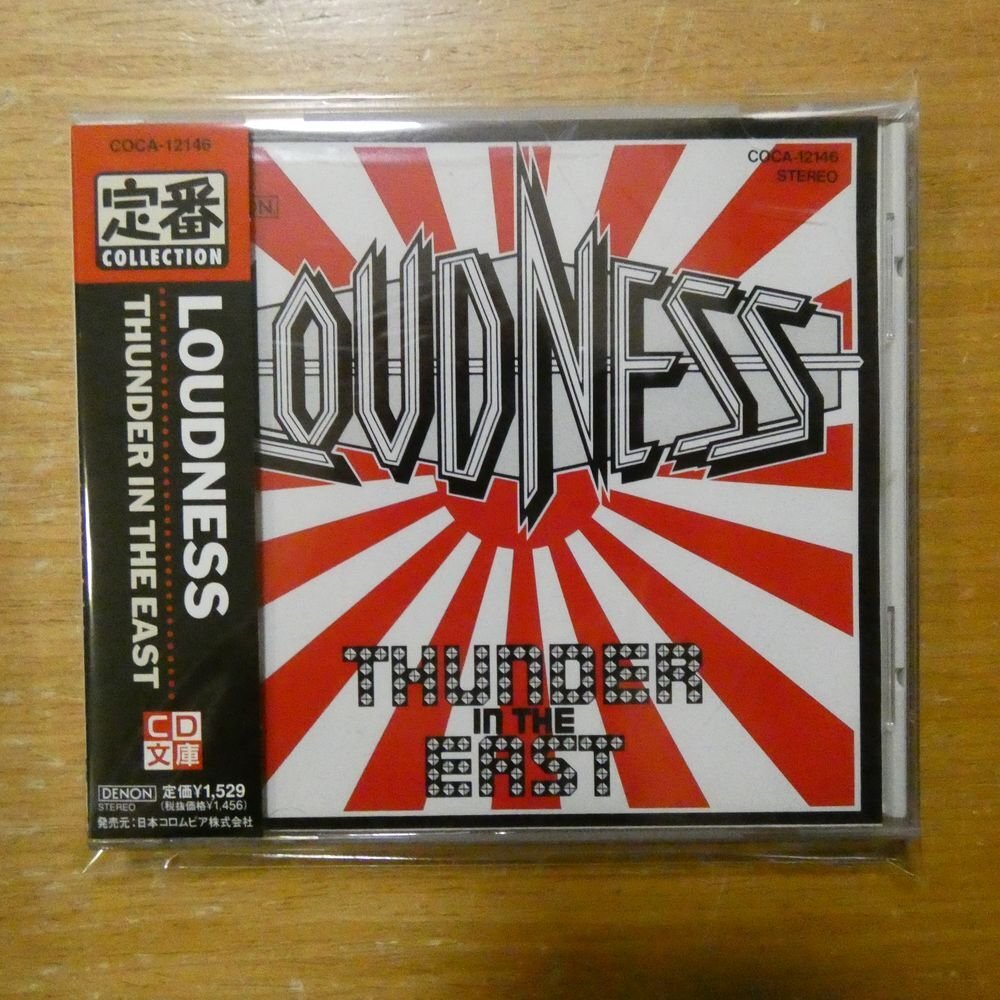 COCA-12146
定番
COLLECTION
LOUDNESS
THUNDER IN THE EAST
CD
文庫
DENON
STEREO
定価¥1,529
(税抜価格¥1,456)
発売元:日本コロムビア株式会社
COCA-12146
STEREO
LOUDNESS
THUNDER
IN THE
EAST